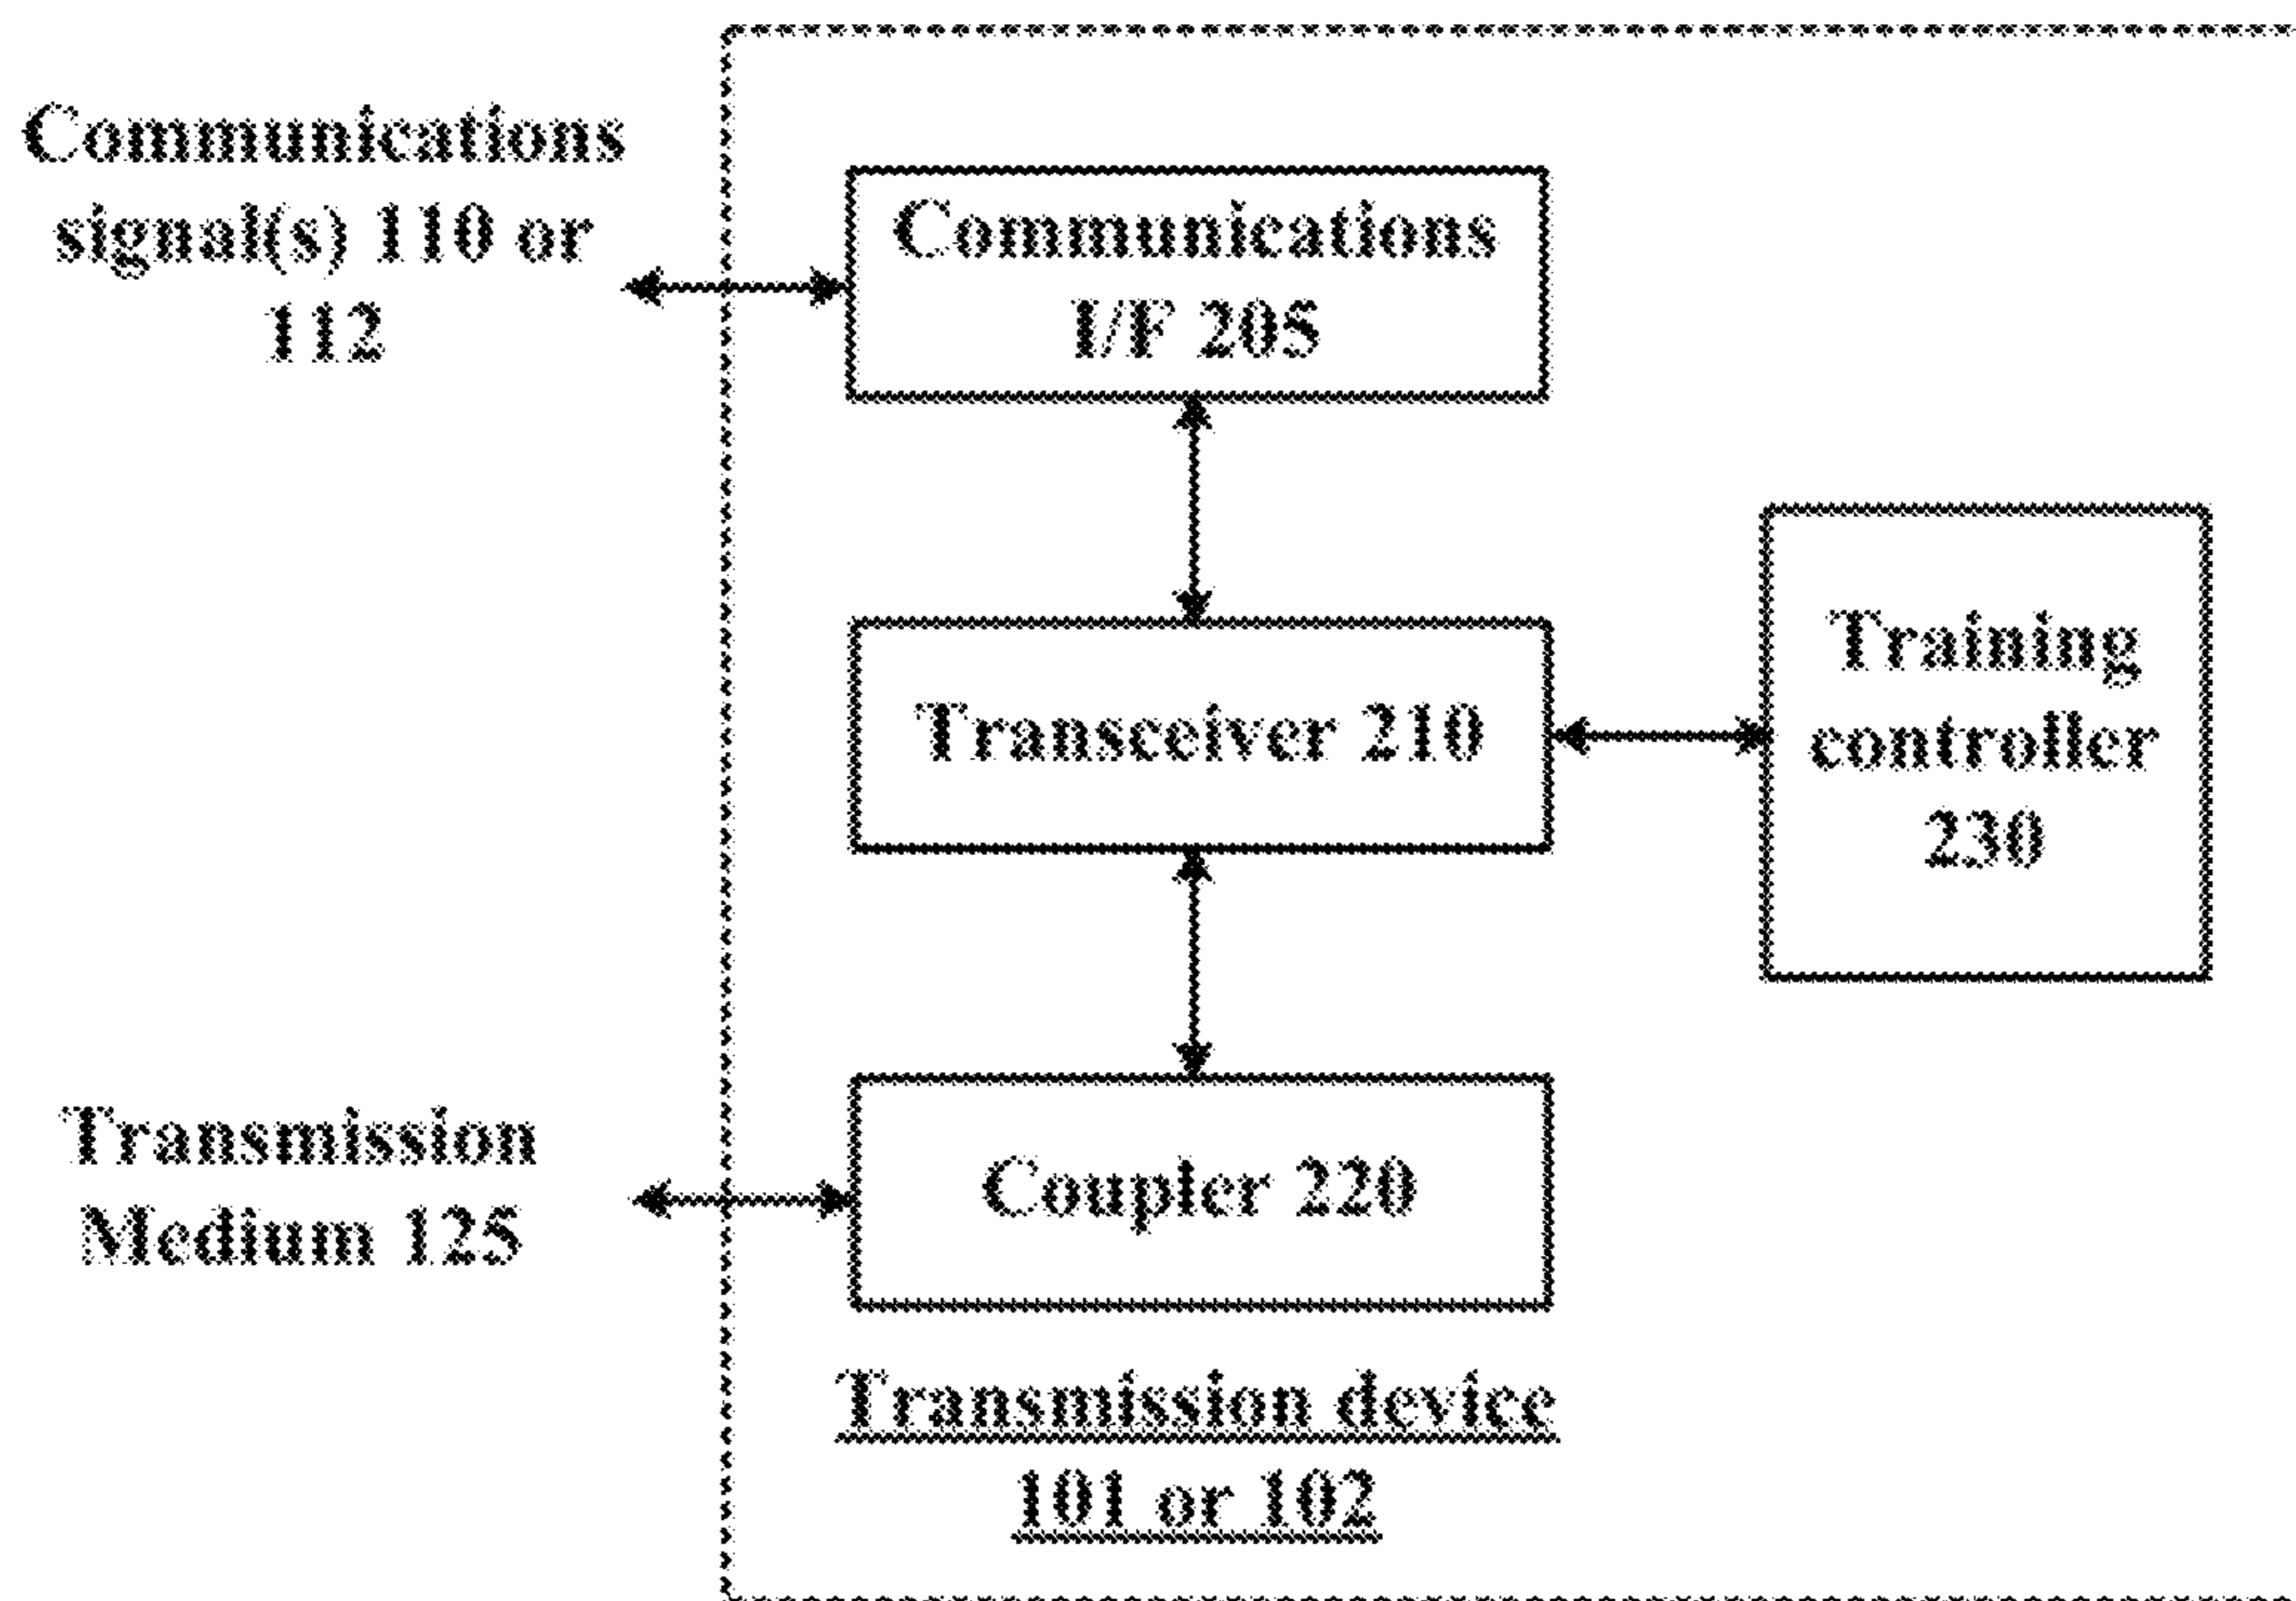 Communications
signal(s) 110 or
112
Communications
I/F 205
Transceiver 210
Training
controller
230
Transmission
Medium 125
Coupler 220
Transmission device
101 or 102